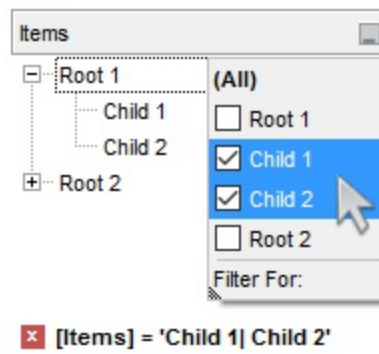 Items
Root 1
Child 1
Child 2
Root 2
(All)
Root 1
Child 1
Child 2
Root 2
Filter For:
[Items] = 'Child 1| Child 2'